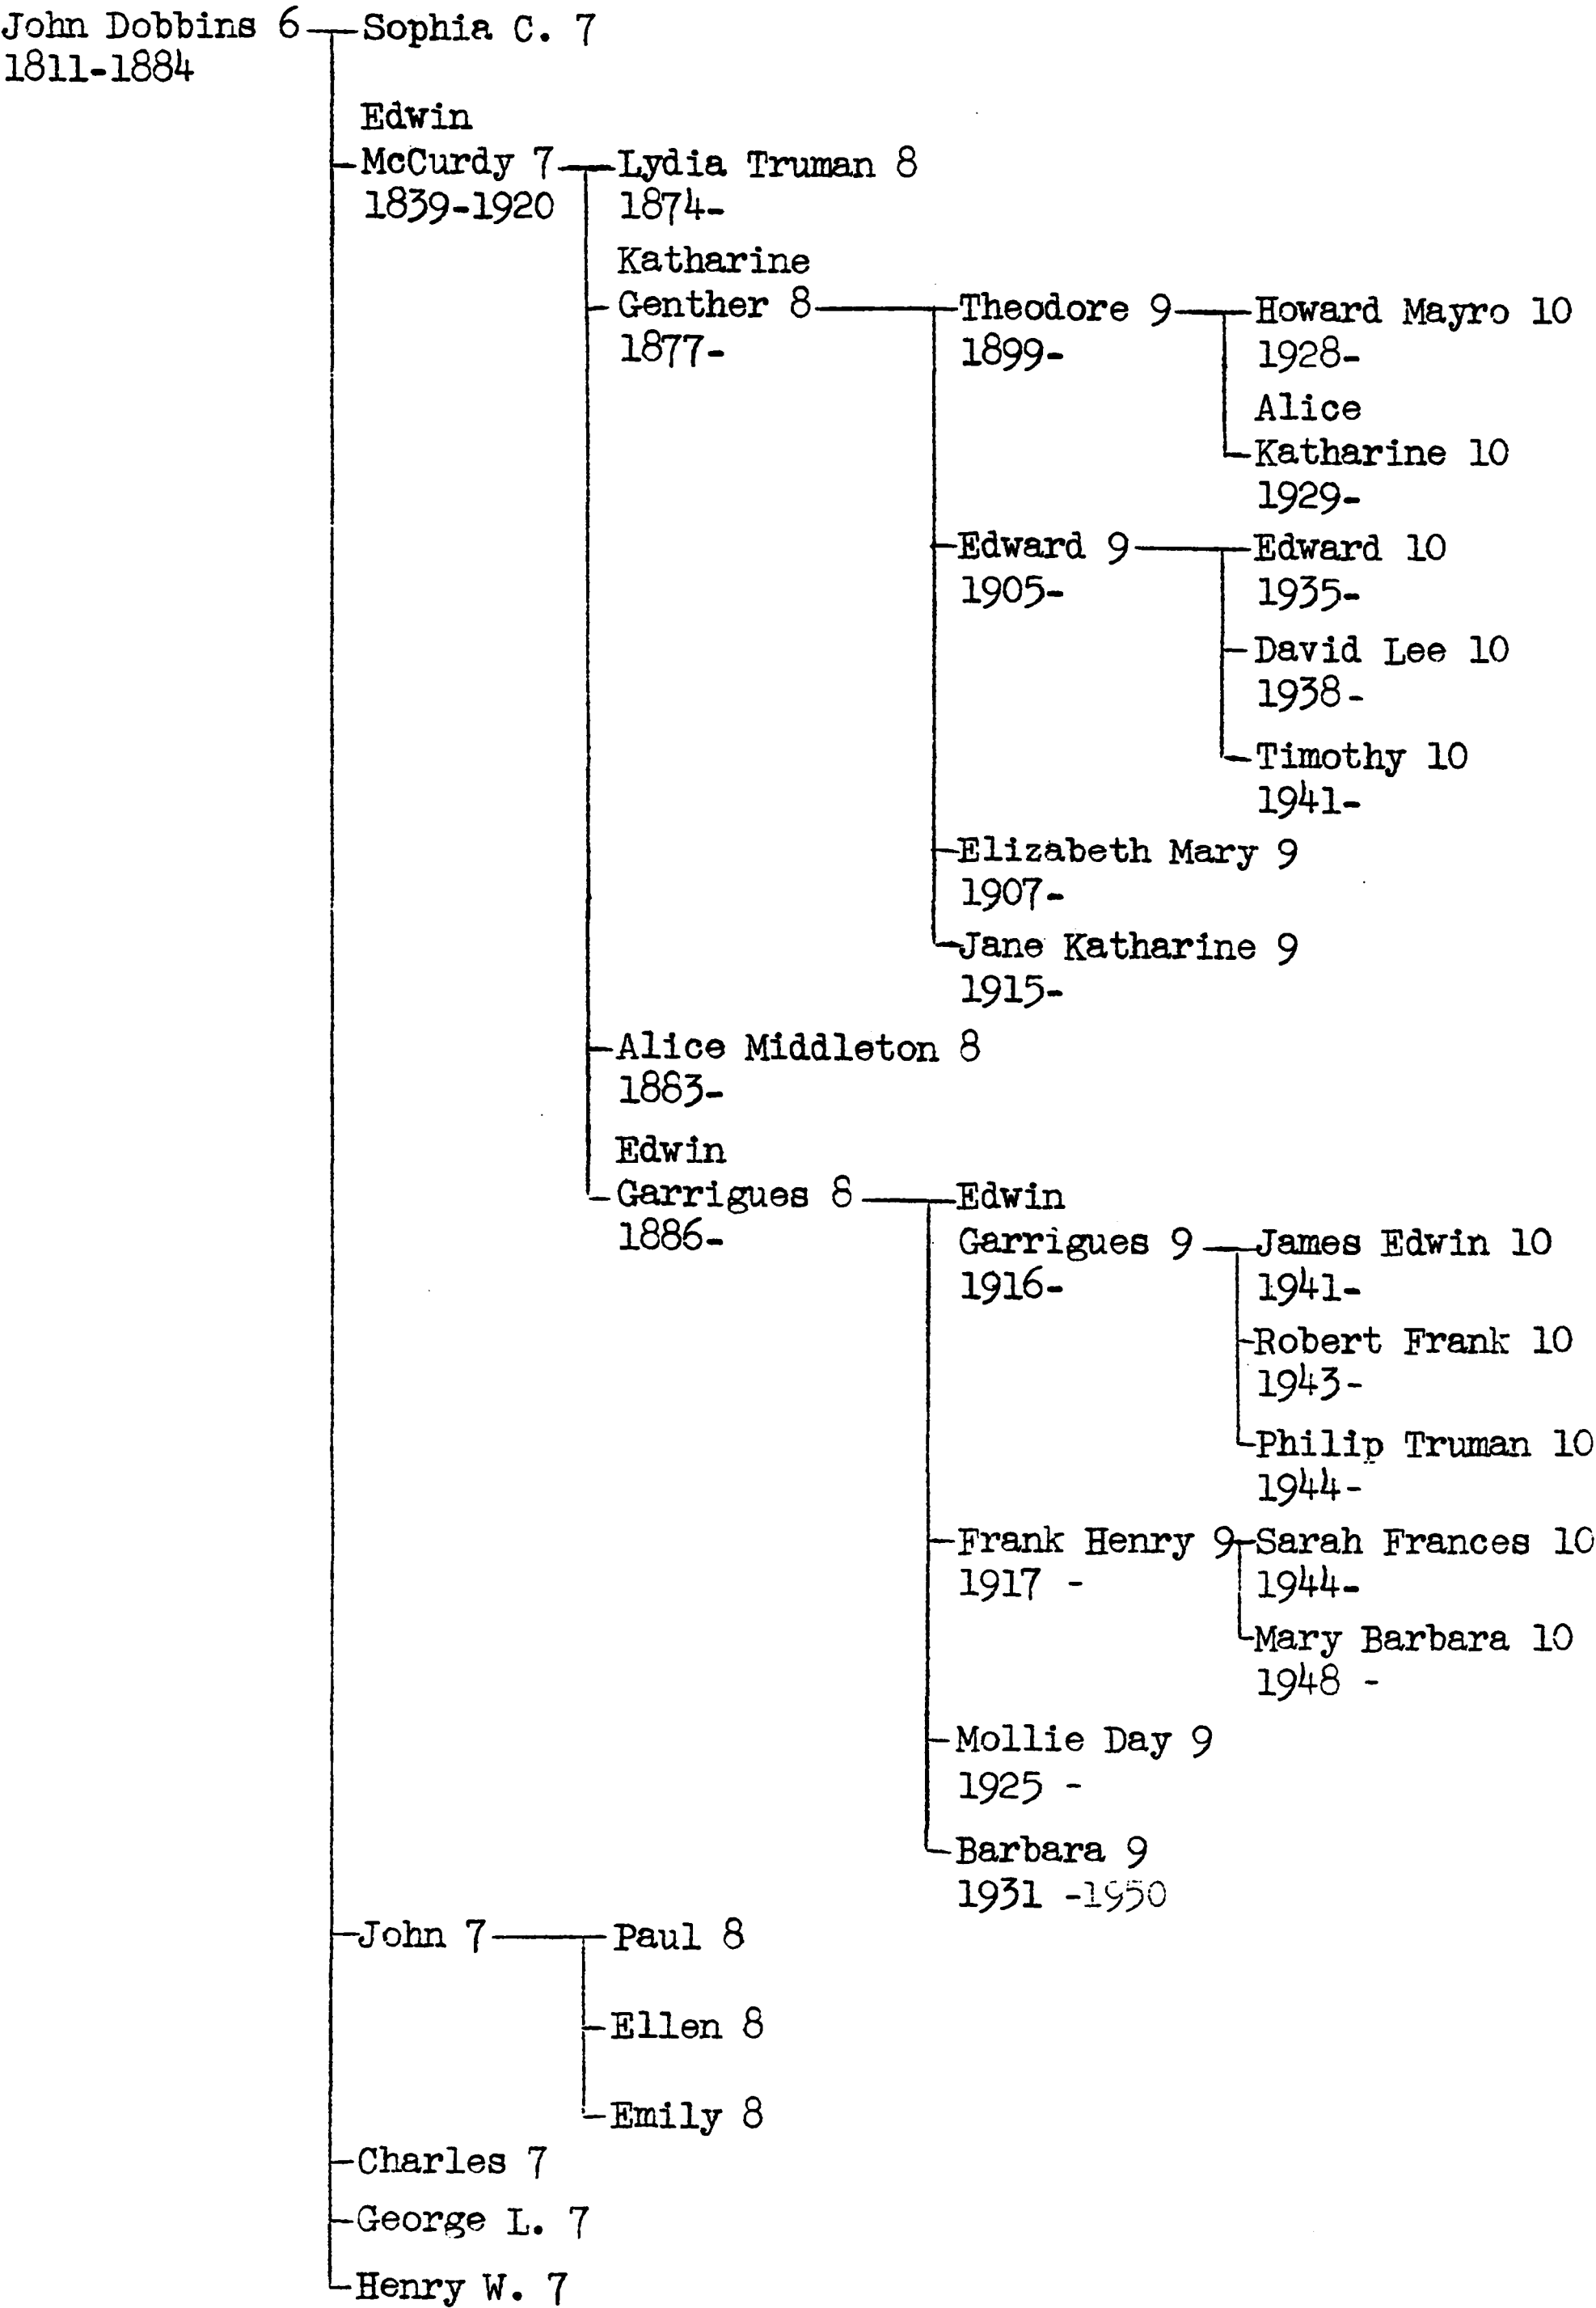 John Dobbins 6
1811-1884
Sophia C. 7
Edwin
McCurdy 7
1839-1920
Lydia Truman 8
1874-
Katharine
Genther 8
1877-
Theodore 9
1899-
Howard Mayro 10
1928-
Alice
Katharine 10
1929-
Edward 9
1905-
Edward 10
1935-
David Lee 10
1938-
Timothy 10
1941-
Elizabeth Mary 9
1907-
Jane Katharine 9
1915-
Alice Middleton 8
1883-
Edwin
Garrigues 8
1886-
Edwin
Garrigues 9
1916-
James Edwin 10
1941-
Robert Frank 10
1943-
Philip Truman 10
1944-
Frank Henry 9
1917 -
Sarah Frances 10
1944-
Mary Barbara 10
1948 -
Mollie Day 9
1925 -
Barbara 9
1931 -1950
John 7
Paul 8
Ellen 8
Emily 8
Charles 7
George L. 7
Henry W. 7